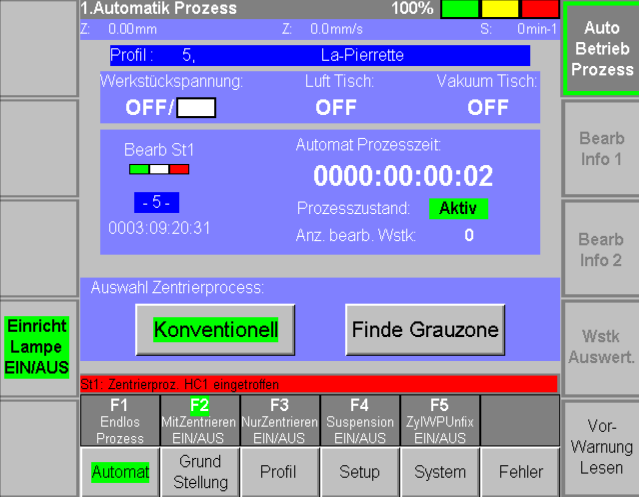 1.Automatik Prozess 100%
Z: 0.00mm Z: 0.0mm/s S: 0min-1
Profil : 5, La-Pierrette
Werkstückspannung: Luft Tisch: Vakuum Tisch:
OFF/ OFF OFF
Bearb St1
- 5 -
0003:09:20:31
Automat Prozesszeit:
0000:00:00:02
Prozesszustand: Aktiv
Anz. bearb. Wstk: 0
Auswahl Zentrierprocess:
Konventionell Finde Grauzone
St1: Zentrierproz. HC1 eingetroffen
F1
Endlos
Prozess
F2
MitZentrieren
EIN/AUS
F3
NurZentrieren
EIN/AUS
F4
Suspension
EIN/AUS
F5
ZylWPUnfix
EIN/AUS
Automat
Grund
Stellung
Profil
Setup
System
Fehler
Einricht
Lampe
EIN/AUS
Auto
Betrieb
Prozess
Bearb
Info 1
Bearb
Info 2
Wstk
Auswert.
Vor-
Warnung
Lesen